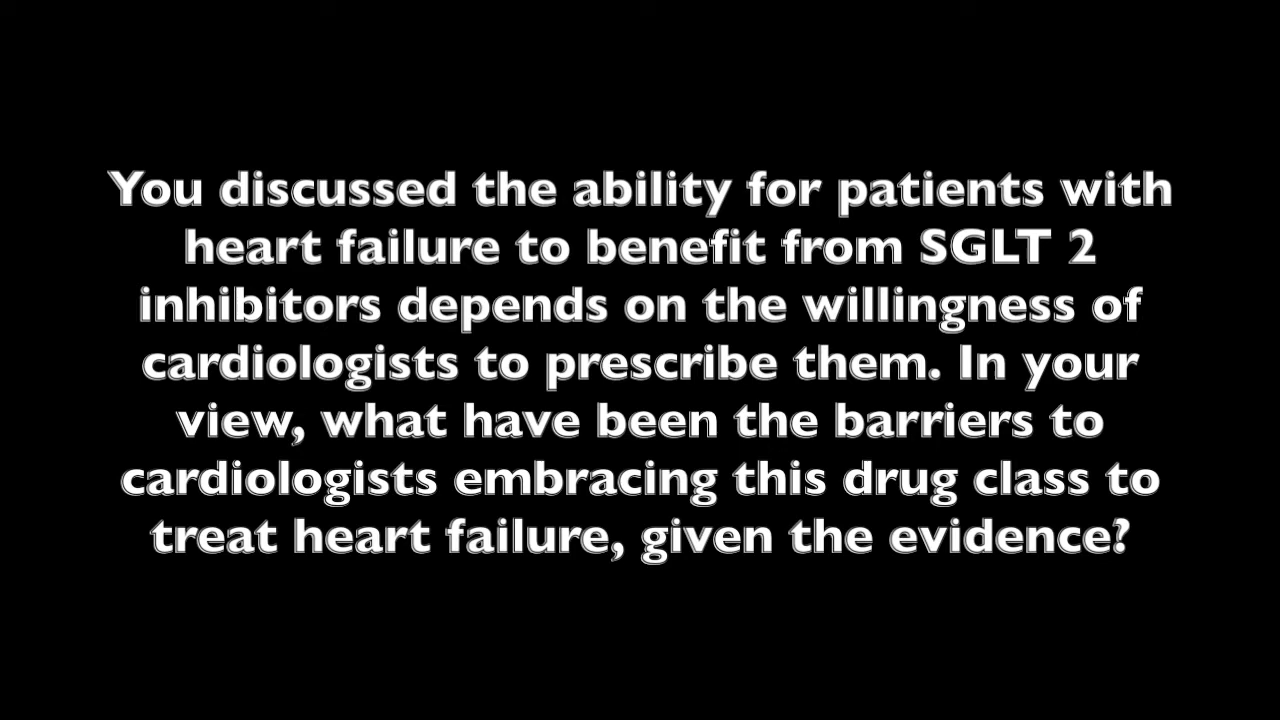 You discussed the ability for patients with
heart failure to benefit from SGLT 2
inhibitors depends on the willingness of
cardiologists to prescribe them. In your
view, what have been the barriers to
cardiologists embracing this drug class to
treat heart failure, given the evidence?